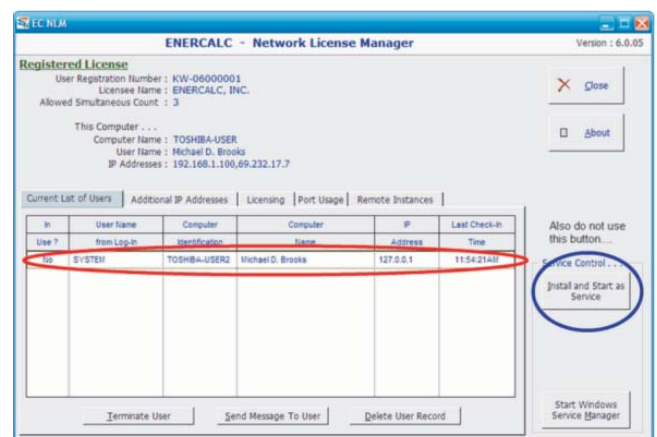 EC NLM
ENERCALC - Network License Manager
Version : 6.0.05
Registered License
User Registration Number : KW-06000001
Licensee Name : ENERCALC, INC.
Allowed Simultaneous Count : 3
This Computer . . .
Computer Name : TOSHIBA-USER
User Name : Michael D. Brooks
IP Addresses : 192.168.1.100,69.232.17.7
Close
About
Current List of Users
Additional IP Addresses
Licensing
Port Usage
Remote Instances
In Use ?
User Name from Log-In
Computer Identification
Computer Name
IP Address
Last Check-In Time
No SYSTEM TOSHIBA-USER2 Michael D. Brooks 127.0.0.1 11:54:21AM
Also do not use
this button....
Service Control . . .
Install and Start as
Service
Terminate User
Send Message To User
Delete User Record
Start Windows
Service Manager